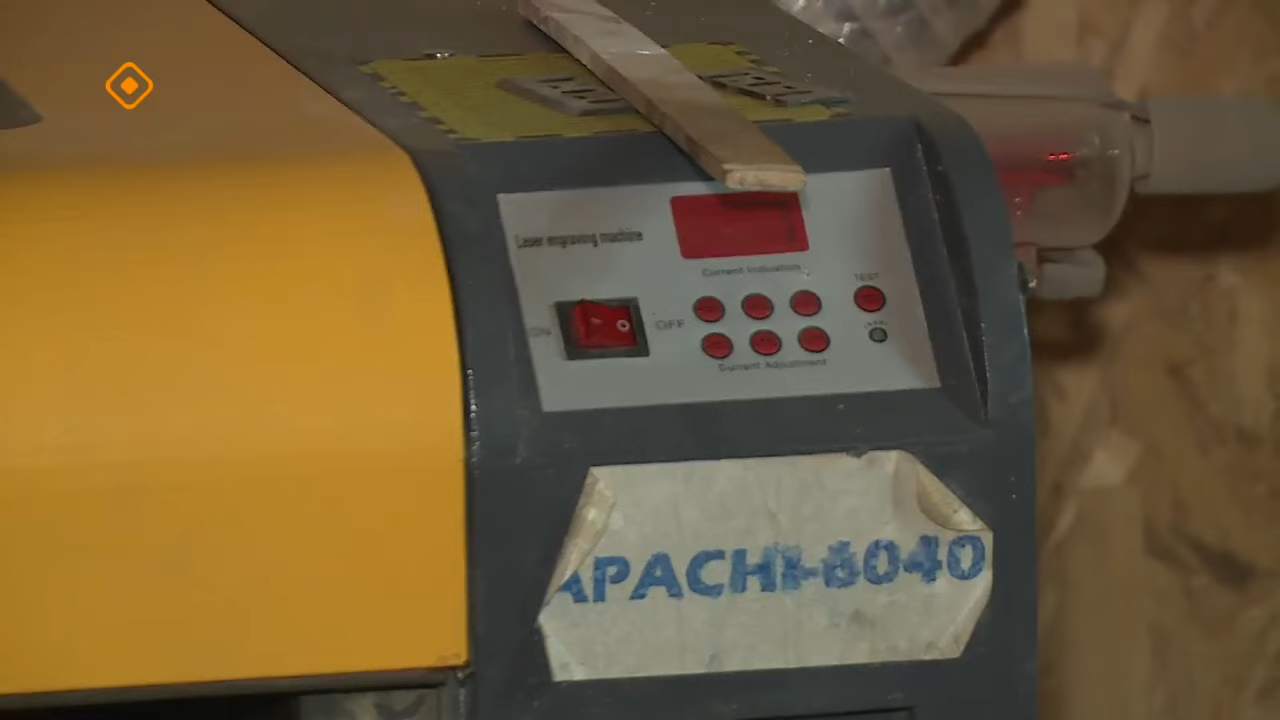 Laser engraving machine
Current Indication
TEST
ON
OFF
Current Adjustment
APACHI-6040